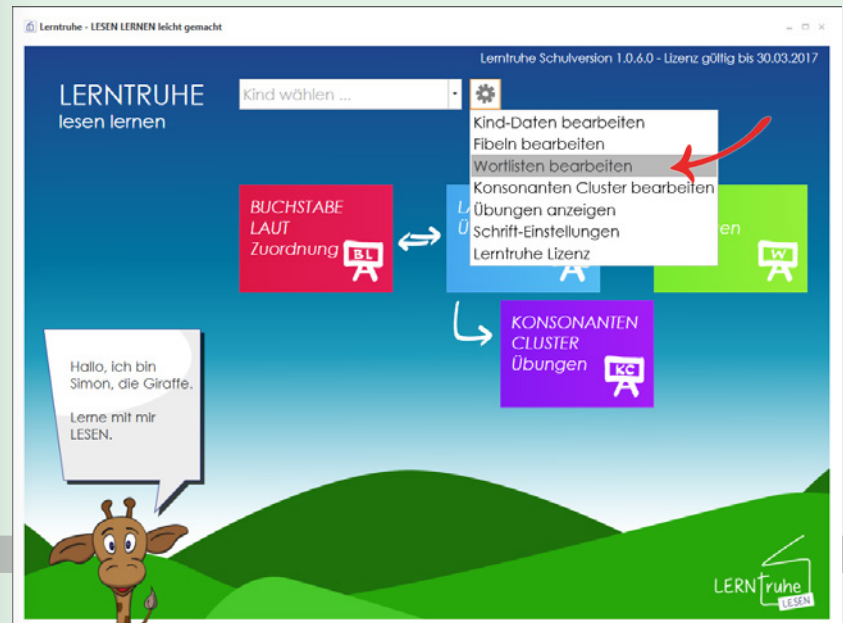 Lerntruhe - LESEN LERNEN leicht gemacht
Lerntruhe Schulversion 1.0.6.0 - Lizenz gültig bis 30.03.2017
LERNTRUHE
lesen lernen
Kind wählen ...
Kind-Daten bearbeiten
Fibeln bearbeiten
Wortlisten bearbeiten
Konsonanten Cluster bearbeiten
Übungen anzeigen
Schrift-Einstellungen
Lerntruhe Lizenz
BUCHSTABE
LAUT
Zuordnung
BL
W
KONSONANTEN
CLUSTER
Übungen
KC
Hallo, ich bin
Simon, die Giraffe.
Lerne mit mir
LESEN.
LERNTruhe
LESEN